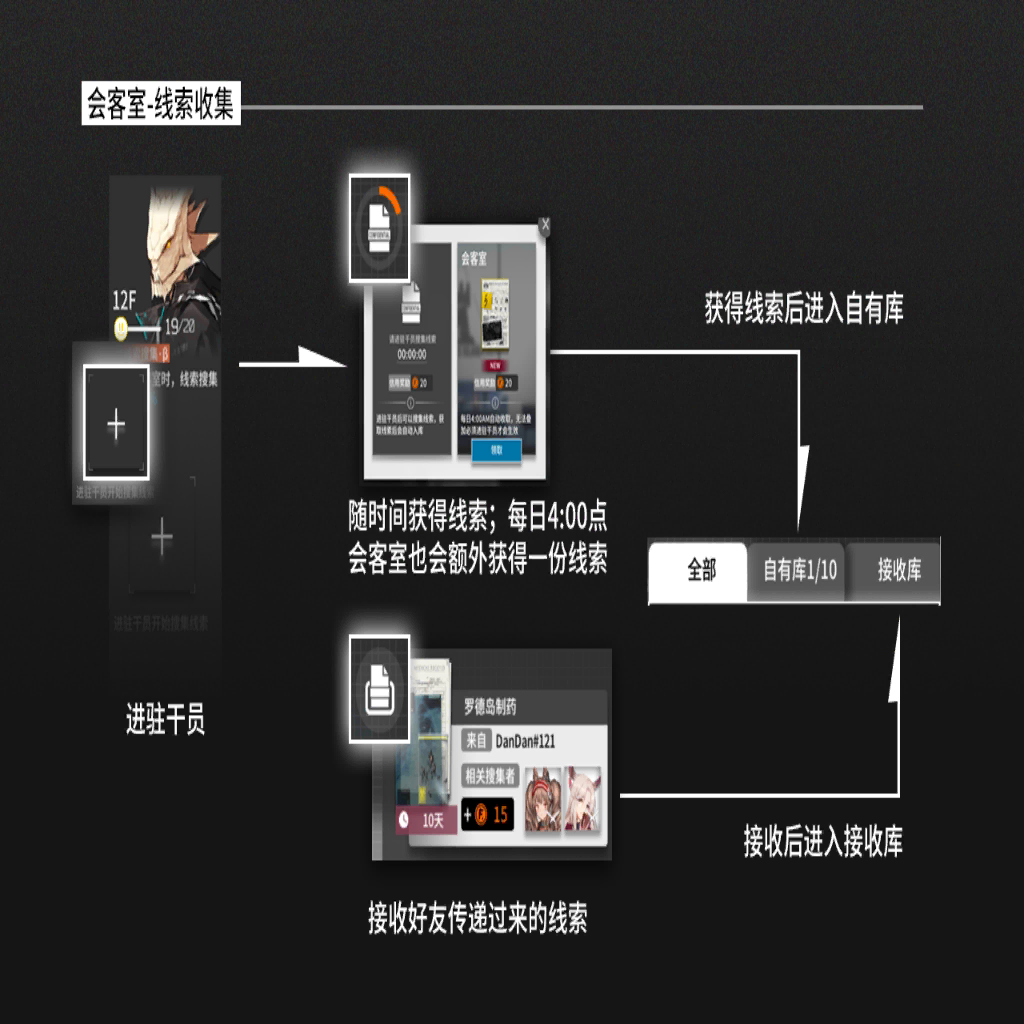 会客室-线索收集
12F
19/20
搜集·β
室时，线索搜集
进驻干员开始搜集线索
进驻干员开始搜集线索
进驻干员
CONFIDENTIAL
CONFIDENTIAL
请进驻干员搜集线索
00:00:00
信用奖励 20
进驻干员后可以搜集线索，获
取线索后会自动入库
会客室
NEW
信用奖励 20
每日4:00AM自动收取，无法叠
加必须进驻干员才会生效
领取
随时间获得线索；每日4:00点
会客室也会额外获得一份线索
获得线索后进入自有库
全部
自有库1/10
接收库
罗德岛制药
来自 DanDan#121
相关搜集者
+ 15
10天
接收后进入接收库
接收好友传递过来的线索